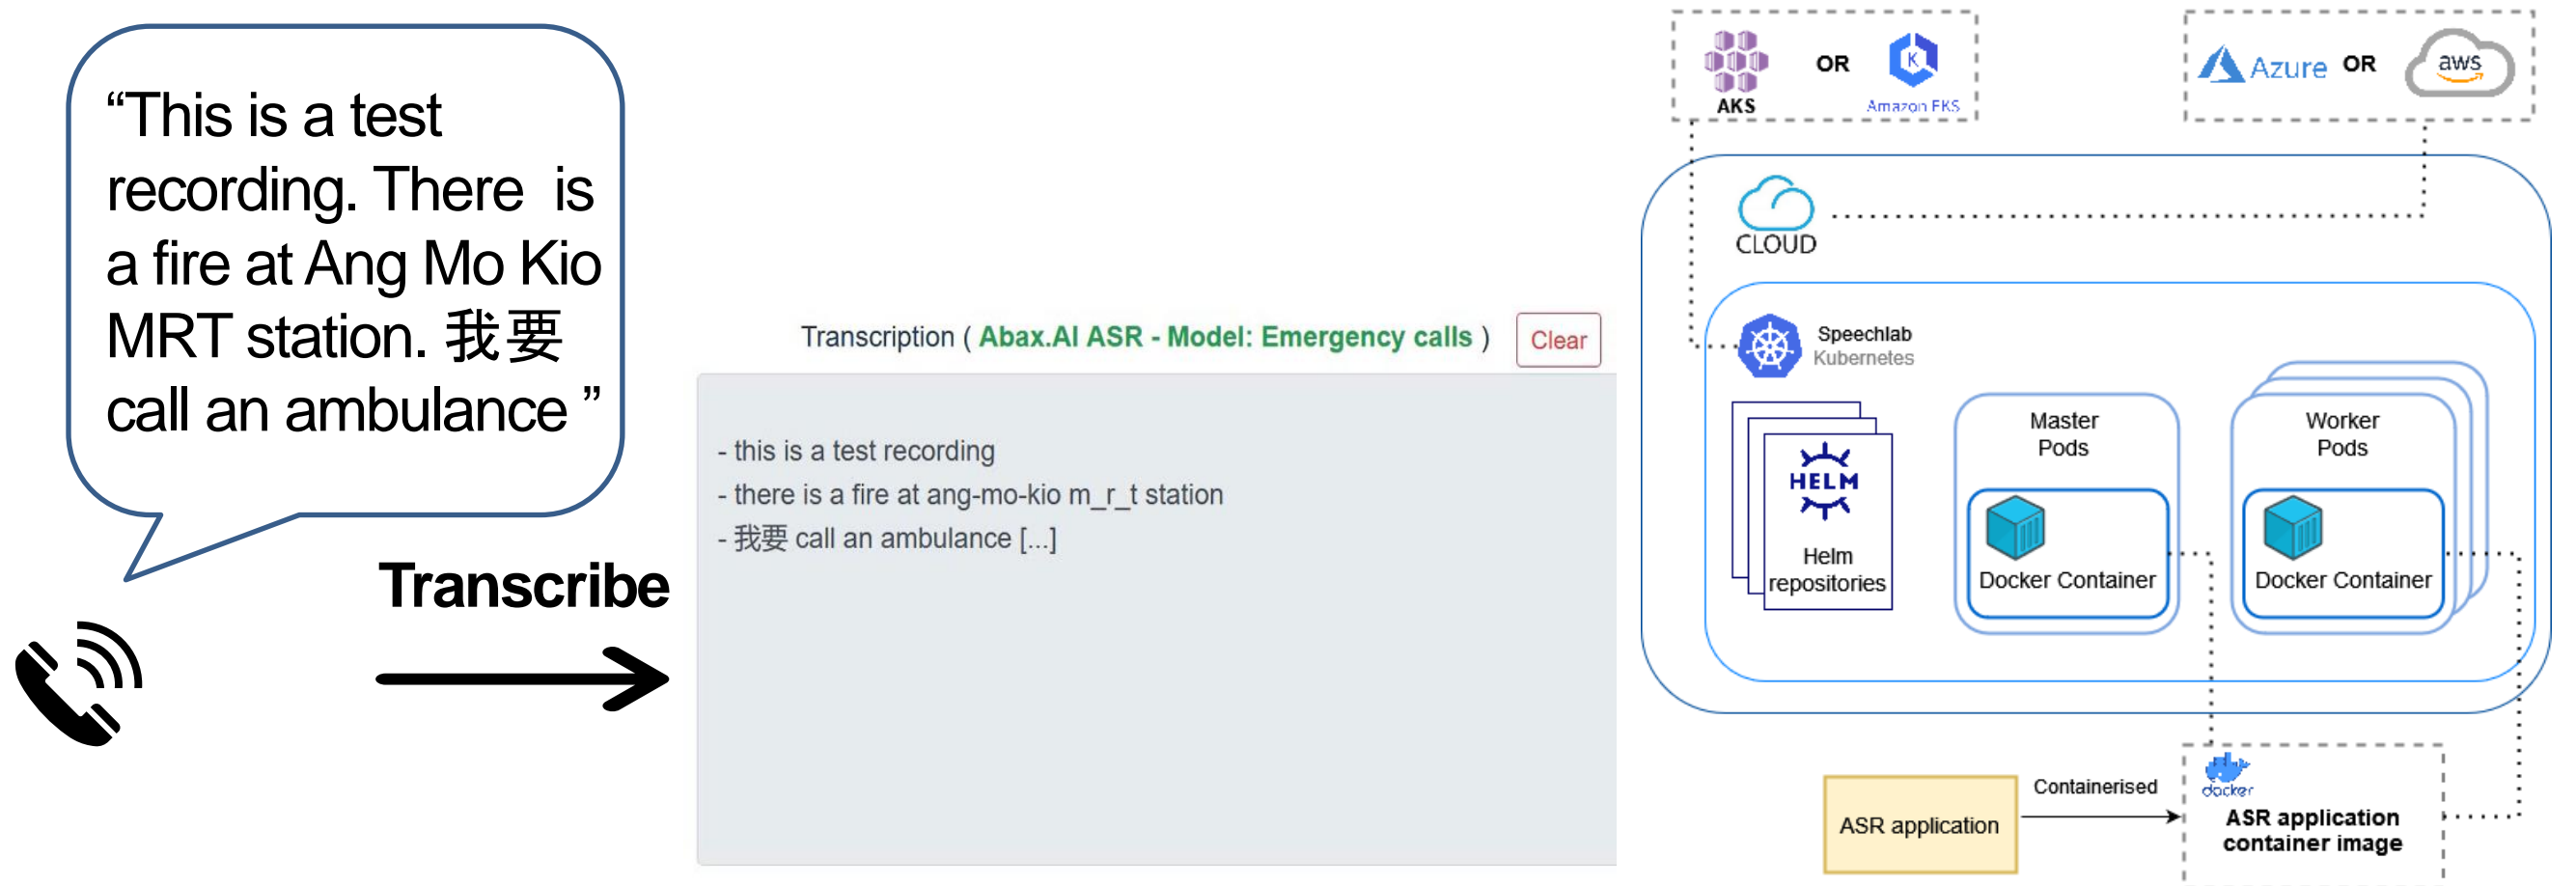 “This is a test
recording. There is
a fire at Ang Mo Kio
MRT station. 我要
call an ambulance ”
Transcribe
Transcription ( Abax.AI ASR - Model: Emergency calls )
Clear
- this is a test recording
- there is a fire at ang-mo-kio m_r_t station
- 我要 call an ambulance [...]
AKS
OR
Amazon EKS
Azure
OR
aws
CLOUD
Speechlab
Kubernetes
HELM
Helm
repositories
Master
Pods
Docker Container
Worker
Pods
Docker Container
ASR application
Containerised
docker
ASR application
container image